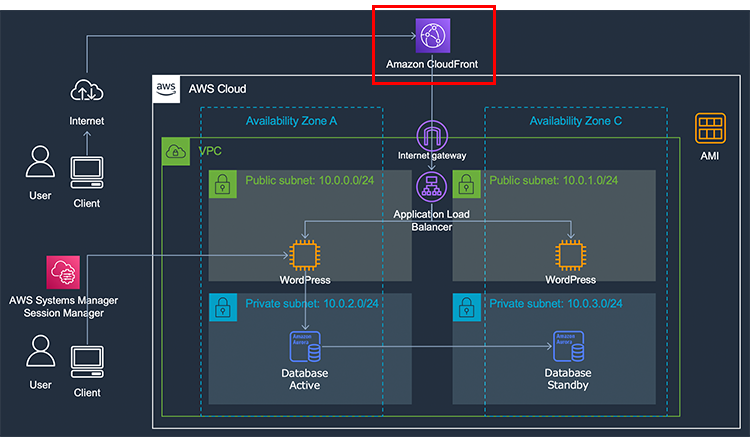 Amazon CloudFront
aws
AWS Cloud
Internet
Availability Zone A
Availability Zone C
AMI
VPC
Internet gateway
User
Client
Public subnet: 10.0.0.0/24
Public subnet: 10.0.1.0/24
Application Load
Balancer
WordPress
WordPress
AWS Systems Manager
Session Manager
Private subnet: 10.0.2.0/24
Private subnet: 10.0.3.0/24
Amazon
Aurora
Amazon
Aurora
User
Client
Database
Active
Database
Standby